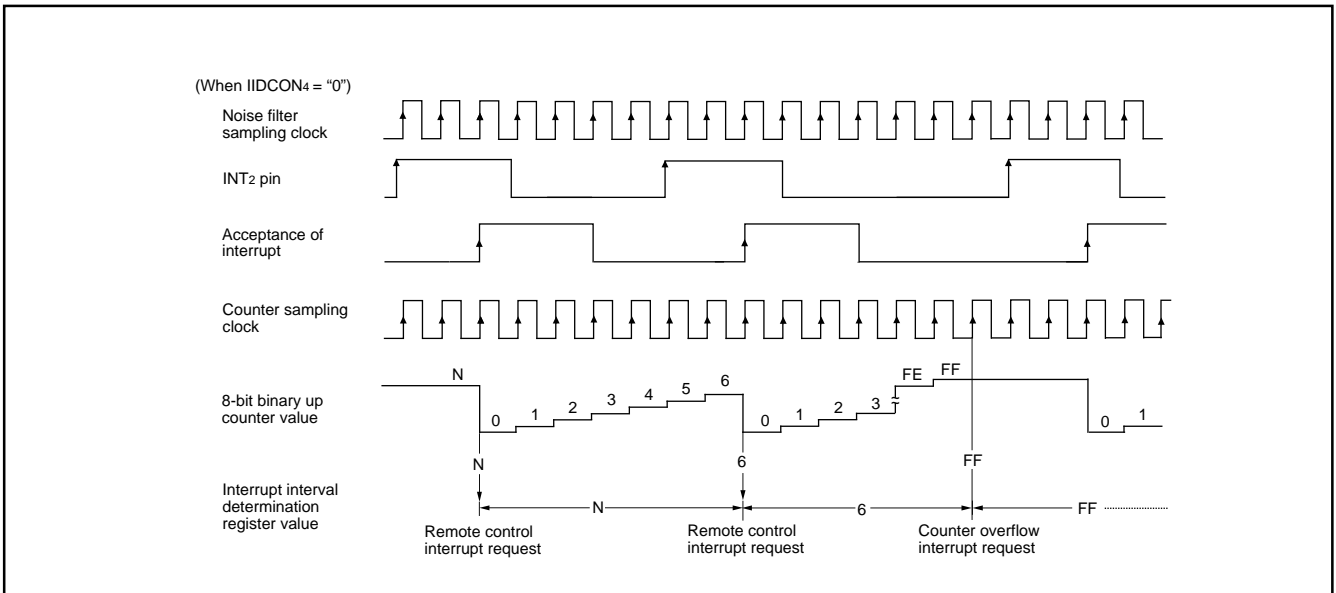 (When IIDCON4 = “0”)
Noise filter
sampling clock
INT2 pin
Acceptance of
interrupt
Counter sampling
clock
8-bit binary up
counter value
N
0
1
2
3
4
5
6
0
1
2
3
FE
FF
0
1
N
6
FF
Interrupt interval
determination
register value
N
6
FF
Remote control
interrupt request
Remote control
interrupt request
Counter overflow
interrupt request